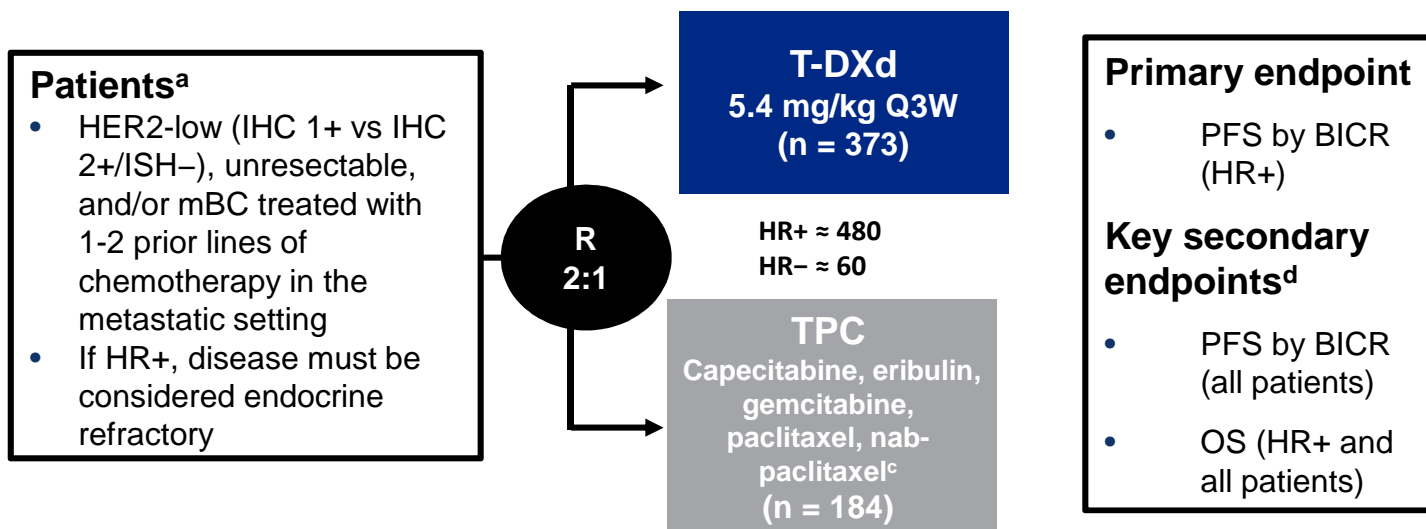 Patientsᵃ
• HER2-low (IHC 1+ vs IHC
2+/ISH–), unresectable,
and/or mBC treated with
1-2 prior lines of
chemotherapy in the
metastatic setting
• If HR+, disease must be
considered endocrine
refractory
R
2:1
T-DXd
5.4 mg/kg Q3W
(n = 373)
HR+ ≈ 480
HR− ≈ 60
TPC
Capecitabine, eribulin,
gemcitabine,
paclitaxel, nab-
paclitaxelᶜ
(n = 184)
Primary endpoint
• PFS by BICR
(HR+)
Key secondary
endpointsᵈ
• PFS by BICR
(all patients)
• OS (HR+ and
all patients)